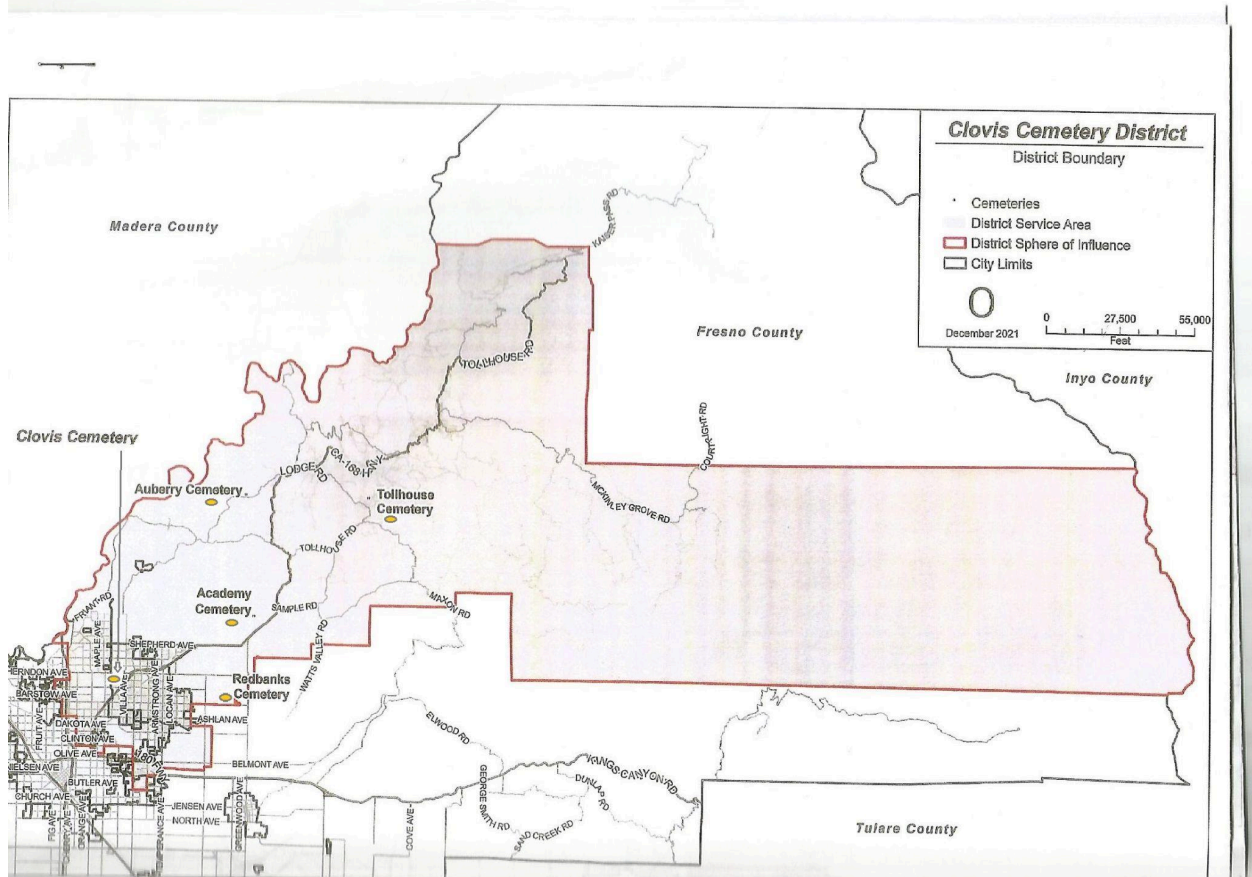 Clovis Cemetery District
District Boundary
Cemeteries
District Service Area
District Sphere of Influence
City Limits
December 2021
0 27,500 55,000
Feet
Madera County
Fresno County
Inyo County
Tulare County
KAISER PASS RD
TOLLHOUSE RD
Clovis Cemetery
LODGE RD
CA-168 HWY
COURTLIGHT RD
Auberry Cemetery
Tollhouse
Cemetery
MCKINLEY GROVE RD
TOLLHOUSE RD
Academy
Cemetery
SAMPLE RD
MAXON RD
FRIANT RD
MAPLE AVE
SHEPHERD AVE
WATTS VALLEY RD
ERNDON AVE
BARSTOW AVE
VILLA AVE
ARMSTRONG AVE
LOCAN AVE
Redbanks
Cemetery
FRUIT AVE
DAKOTA AVE
ASHLAN AVE
CLINTON AVE
OLIVE AVE
180 FWY
BELMONT AVE
ELWOOD RD
KINGS CANYON RD
IELSEN AVE
BUTLER AVE
CHURCH AVE
JENSEN AVE
NORTH AVE
GEORGE SMITH RD
DUNLAP RD
SAND CREEK RD
FIG AVE
CHERRY AVE
ORANGE AVE
TEMPERANCE AVE
GREENWOOD AVE
COVE AVE